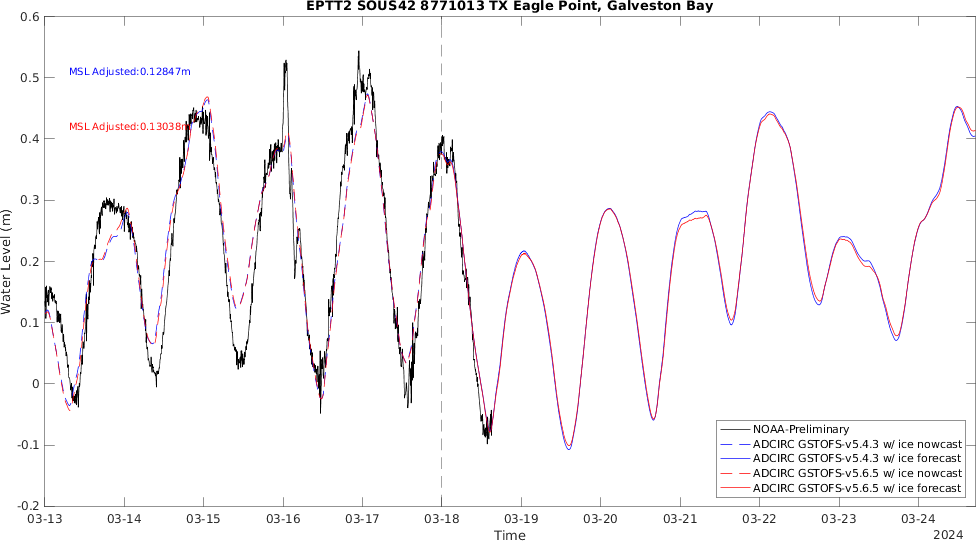 EPTT2 SOUS42 8771013 TX Eagle Point, Galveston Bay
0.6
0.5
0.4
0.3
0.2
0.1
0
-0.1
-0.2
Water Level (m)
MSL Adjusted:0.12847m
MSL Adjusted:0.13038m
NOAA-Preliminary
ADCIRC GSTOFS-v5.4.3 w/ ice nowcast
ADCIRC GSTOFS-v5.4.3 w/ ice forecast
ADCIRC GSTOFS-v5.6.5 w/ ice nowcast
ADCIRC GSTOFS-v5.6.5 w/ ice forecast
03-13 03-14 03-15 03-16 03-17 03-18 03-19 03-20 03-21 03-22 03-23 03-24
Time
2024